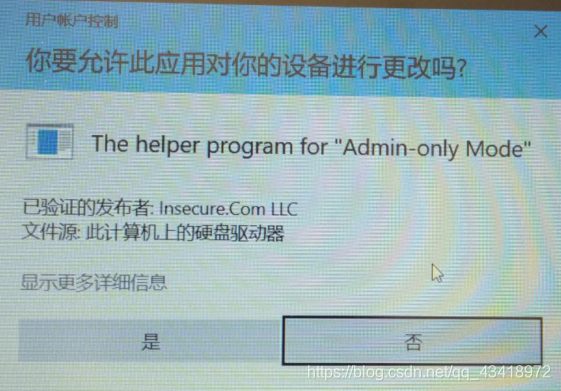 用户帐户控制
你要允许此应用对你的设备进行更改吗?
The helper program for "Admin-only Mode"
已验证的发布者: Insecure.Com LLC
文件源: 此计算机上的硬盘驱动器
显示更多详细信息
是
否
https://blog.csdn.net/qq_43418972